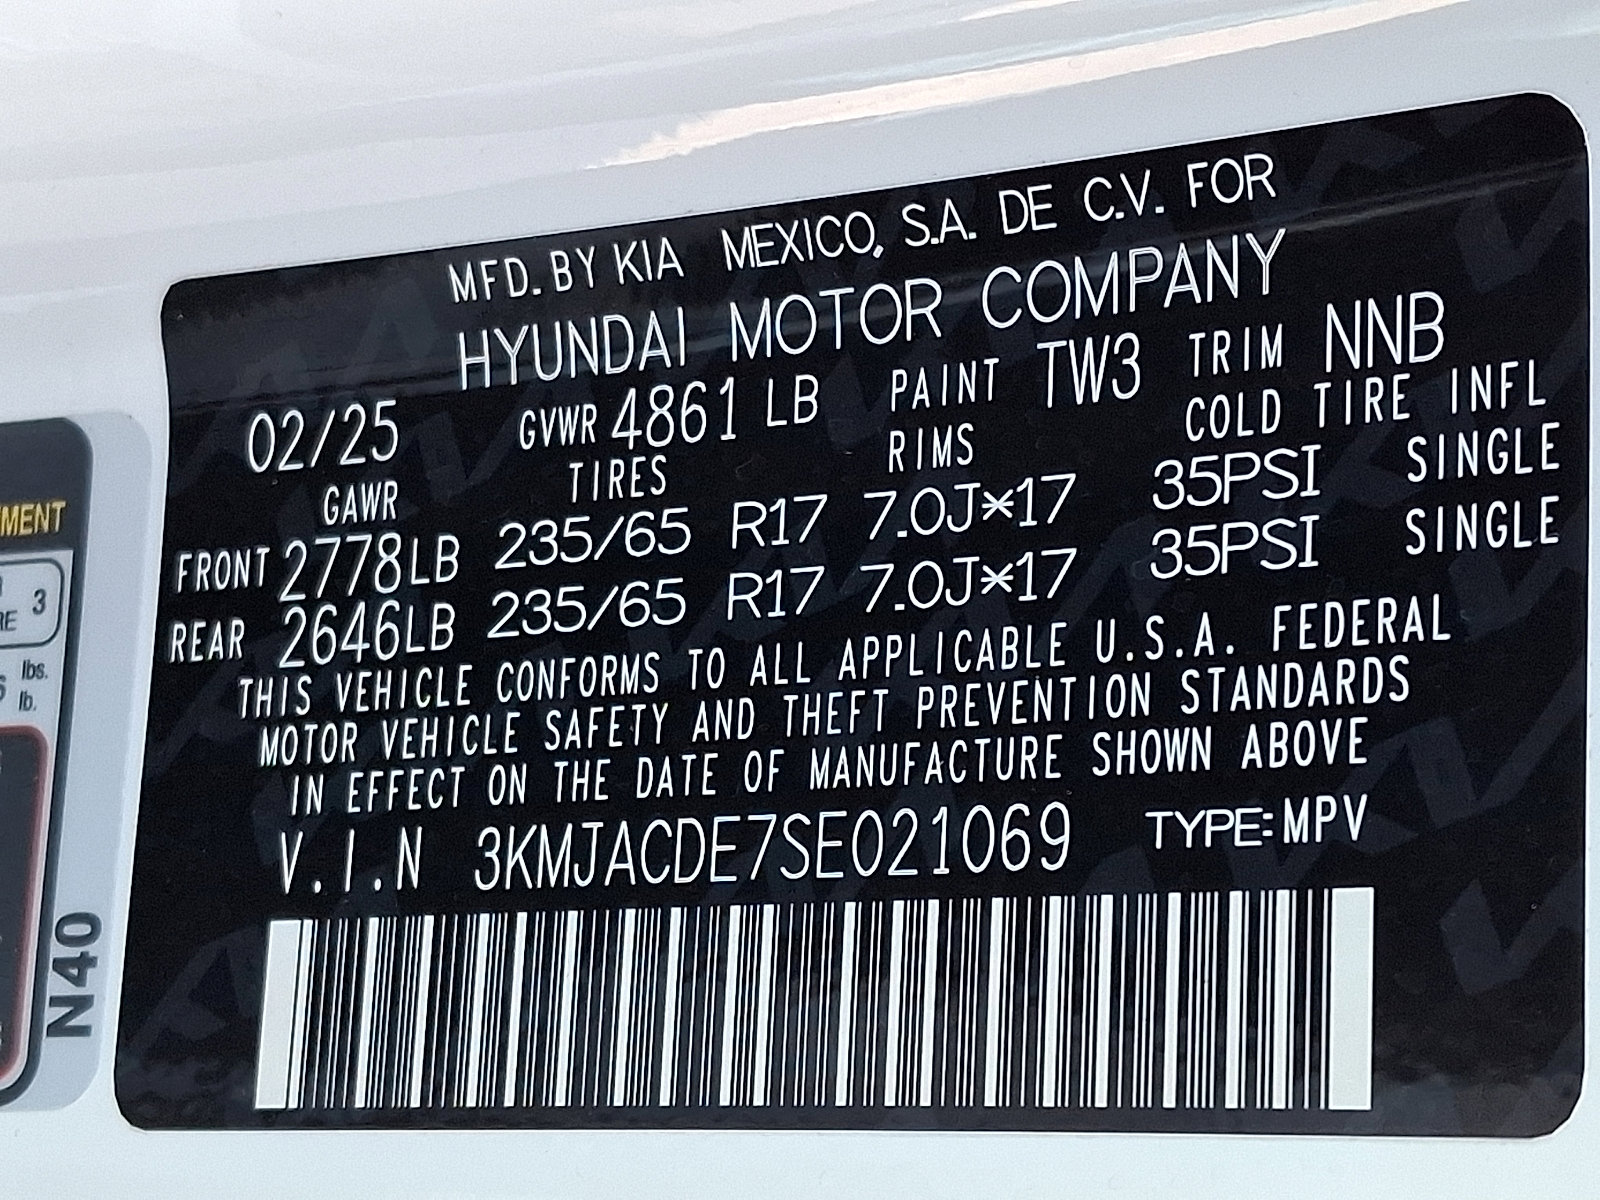 MFD. BY KIA MEXICO, S.A. DE C.V. FOR
HYUNDAI MOTOR COMPANY
02/25 GVWR 4861 LB PAINT TW3 TRIM NNB
GAWR TIRES RIMS COLD TIRE INFL
FRONT 2778LB 235/65 R17 7.0J×17 35PSI SINGLE
REAR 2646LB 235/65 R17 7.0J×17 35PSI SINGLE
THIS VEHICLE CONFORMS TO ALL APPLICABLE U.S.A. FEDERAL
MOTOR VEHICLE SAFETY AND THEFT PREVENTION STANDARDS
IN EFFECT ON THE DATE OF MANUFACTURE SHOWN ABOVE
V.I.N 3KMJACDE7SE021069 TYPE:MPV
3
lbs.
lb.
N40